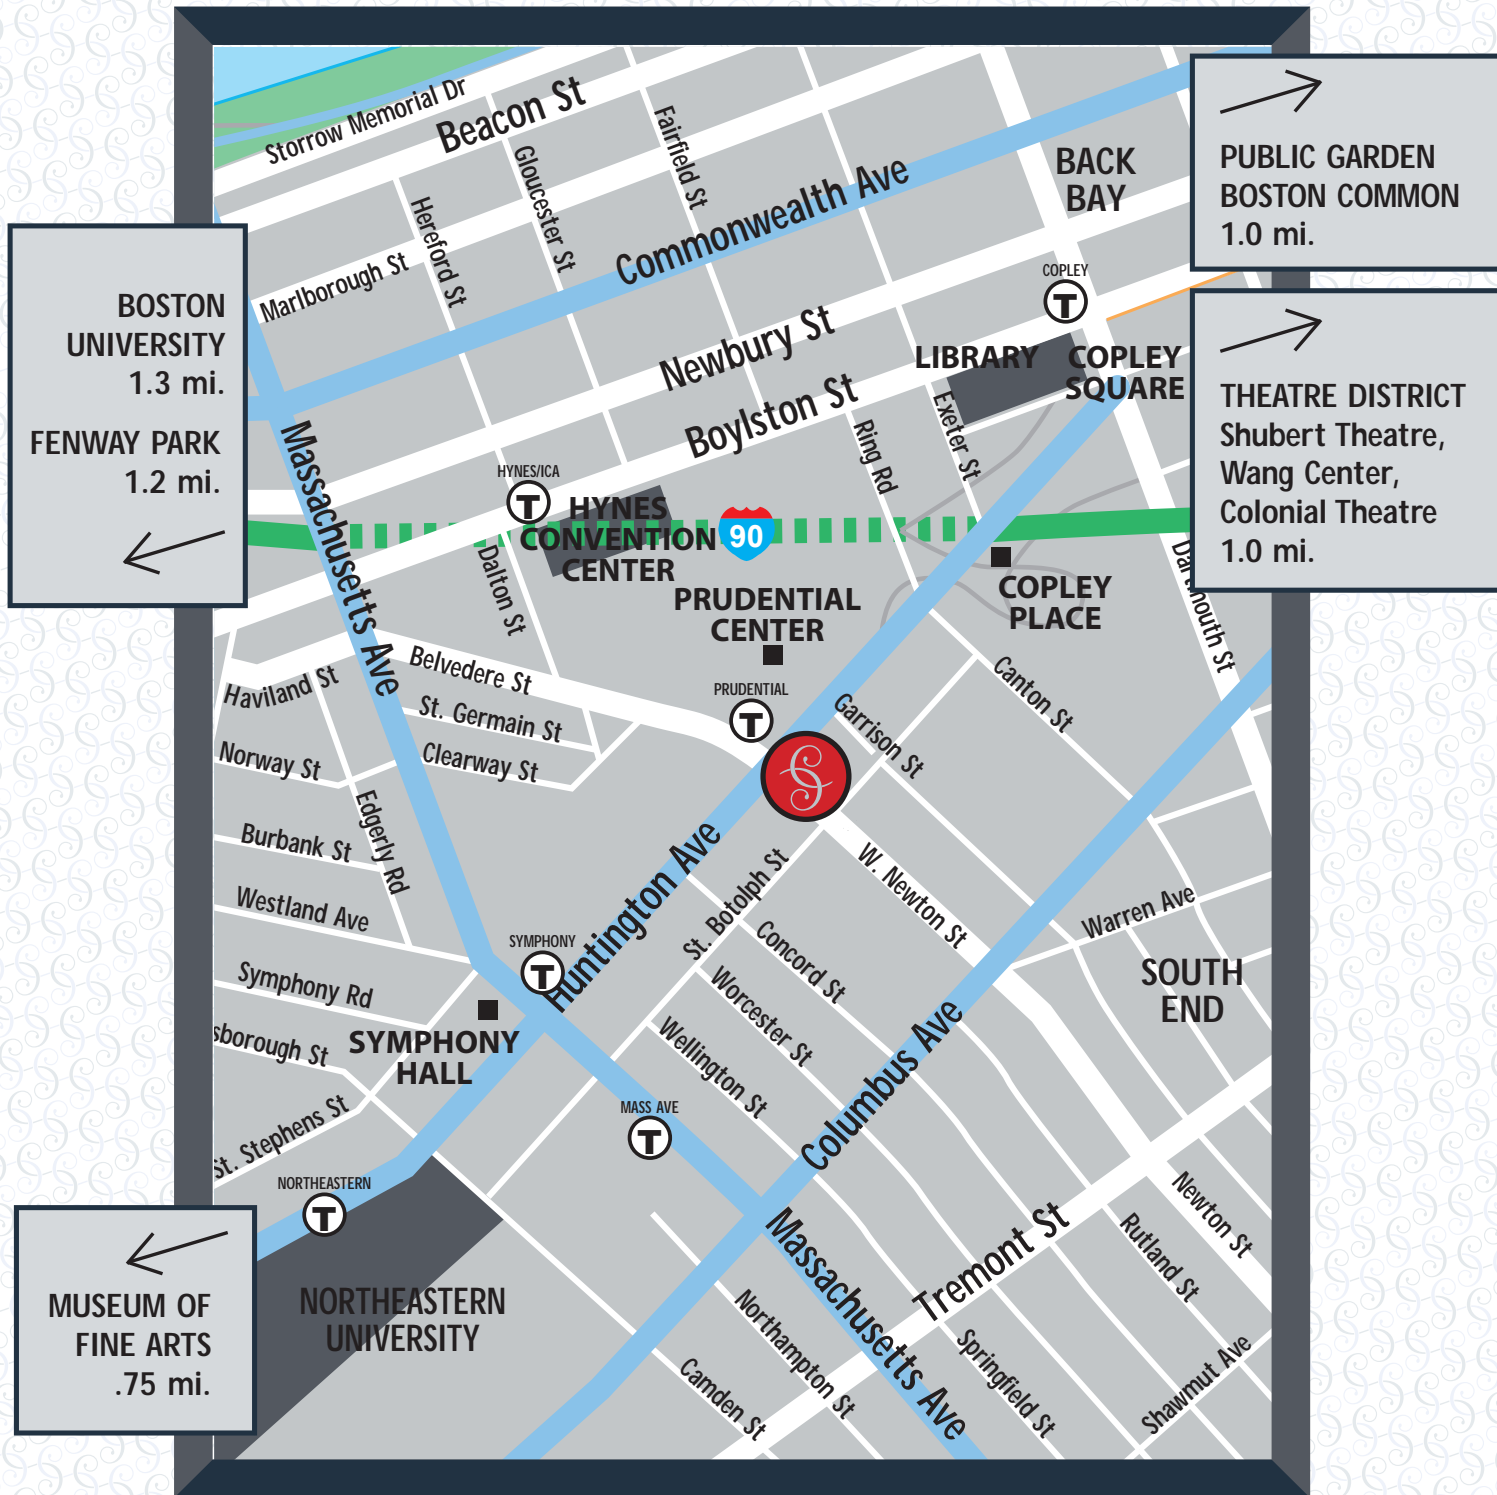 Storrow Memorial Dr
Beacon St
Fairfield St
Gloucester St
Hereford St
Marlborough St
Commonwealth Ave
BACK
BAY
PUBLIC GARDEN
BOSTON COMMON
1.0 mi.
BOSTON
UNIVERSITY
1.3 mi.
FENWAY PARK
1.2 mi.
COPLEY
T
Newbury St
LIBRARY
COPLEY
SQUARE
THEATRE DISTRICT
Shubert Theatre,
Wang Center,
Colonial Theatre
1.0 mi.
Boylston St
Ring Rd
Exeter St
Massachusetts Ave
HYNES/ICA
T
HYNES
CONVENTION
CENTER
90
Dalton St
PRUDENTIAL
CENTER
COPLEY
PLACE
Dartmouth St
Belvedere St
Haviland St
St. Germain St
Clearway St
Norway St
PRUDENTIAL
T
Garrison St
Canton St
Edgerly Rd
Burbank St
Westland Ave
Huntington Ave
St. Botolph St
W. Newton St
Warren Ave
SYMPHONY
T
Concord St
Worcester St
Wellington St
Symphony Rd
sborough St
SYMPHONY
HALL
SOUTH
END
Columbus Ave
St. Stephens St
MASS AVE
T
NORTHEASTERN
T
Massachusetts Ave
Tremont St
Newton St
Rutland St
MUSEUM OF
FINE ARTS
.75 mi.
NORTHEASTERN
UNIVERSITY
Northampton St
Camden St
Springfield St
Shawmut Ave